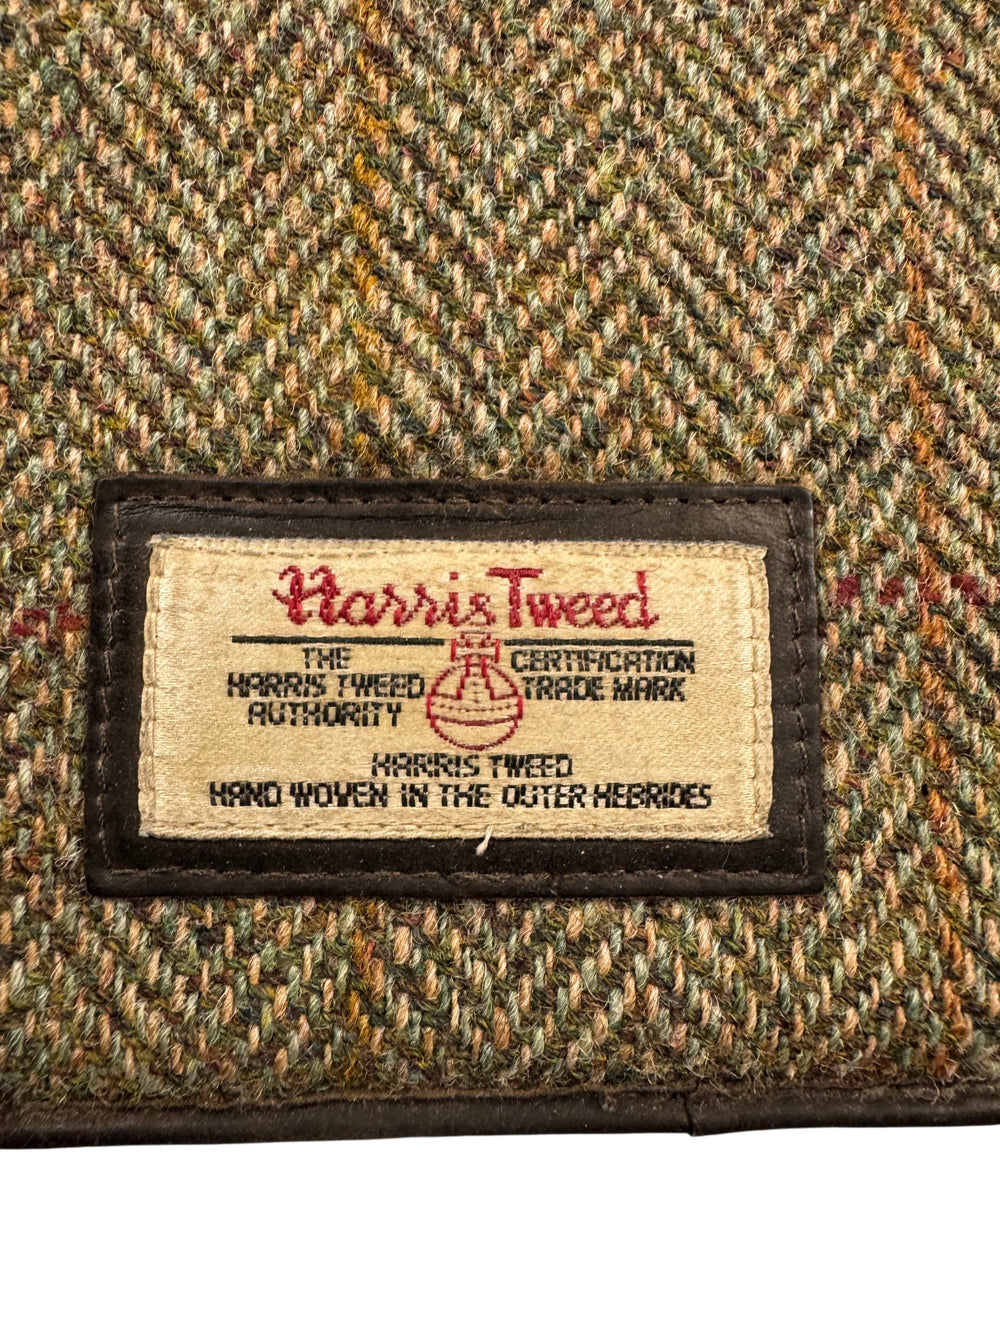 Harris Tweed
THE
HARRIS TWEED
AUTHORITY
CERTIFICATION
TRADE MARK
HARRIS TWEED
HAND WOVEN IN THE OUTER HEBRIDES